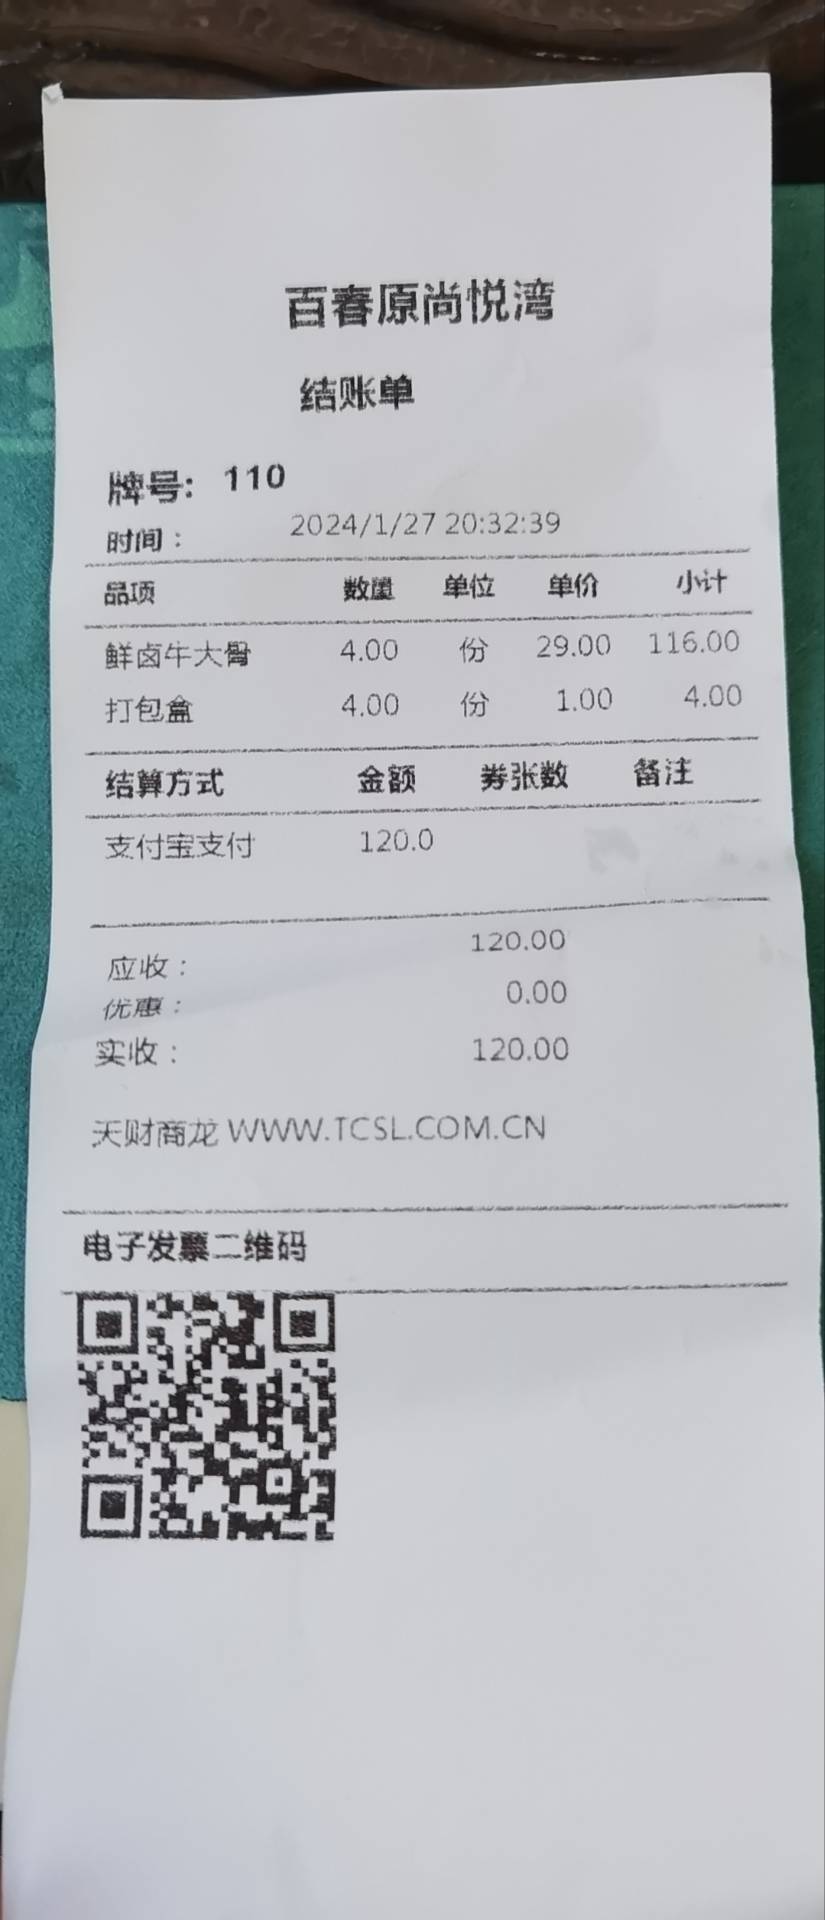 百春原尚悦湾
结账单
牌号: 110
时间： 2024/1/27 20:32:39
品项 数量 单位 单价 小计
鲜卤牛大骨 4.00 份 29.00 116.00
打包盒 4.00 份 1.00 4.00
结算方式 金额 券张数 备注
支付宝支付 120.0
应收： 120.00
优惠： 0.00
实收： 120.00
天财商龙 WWW.TCSL.COM.CN
电子发票二维码